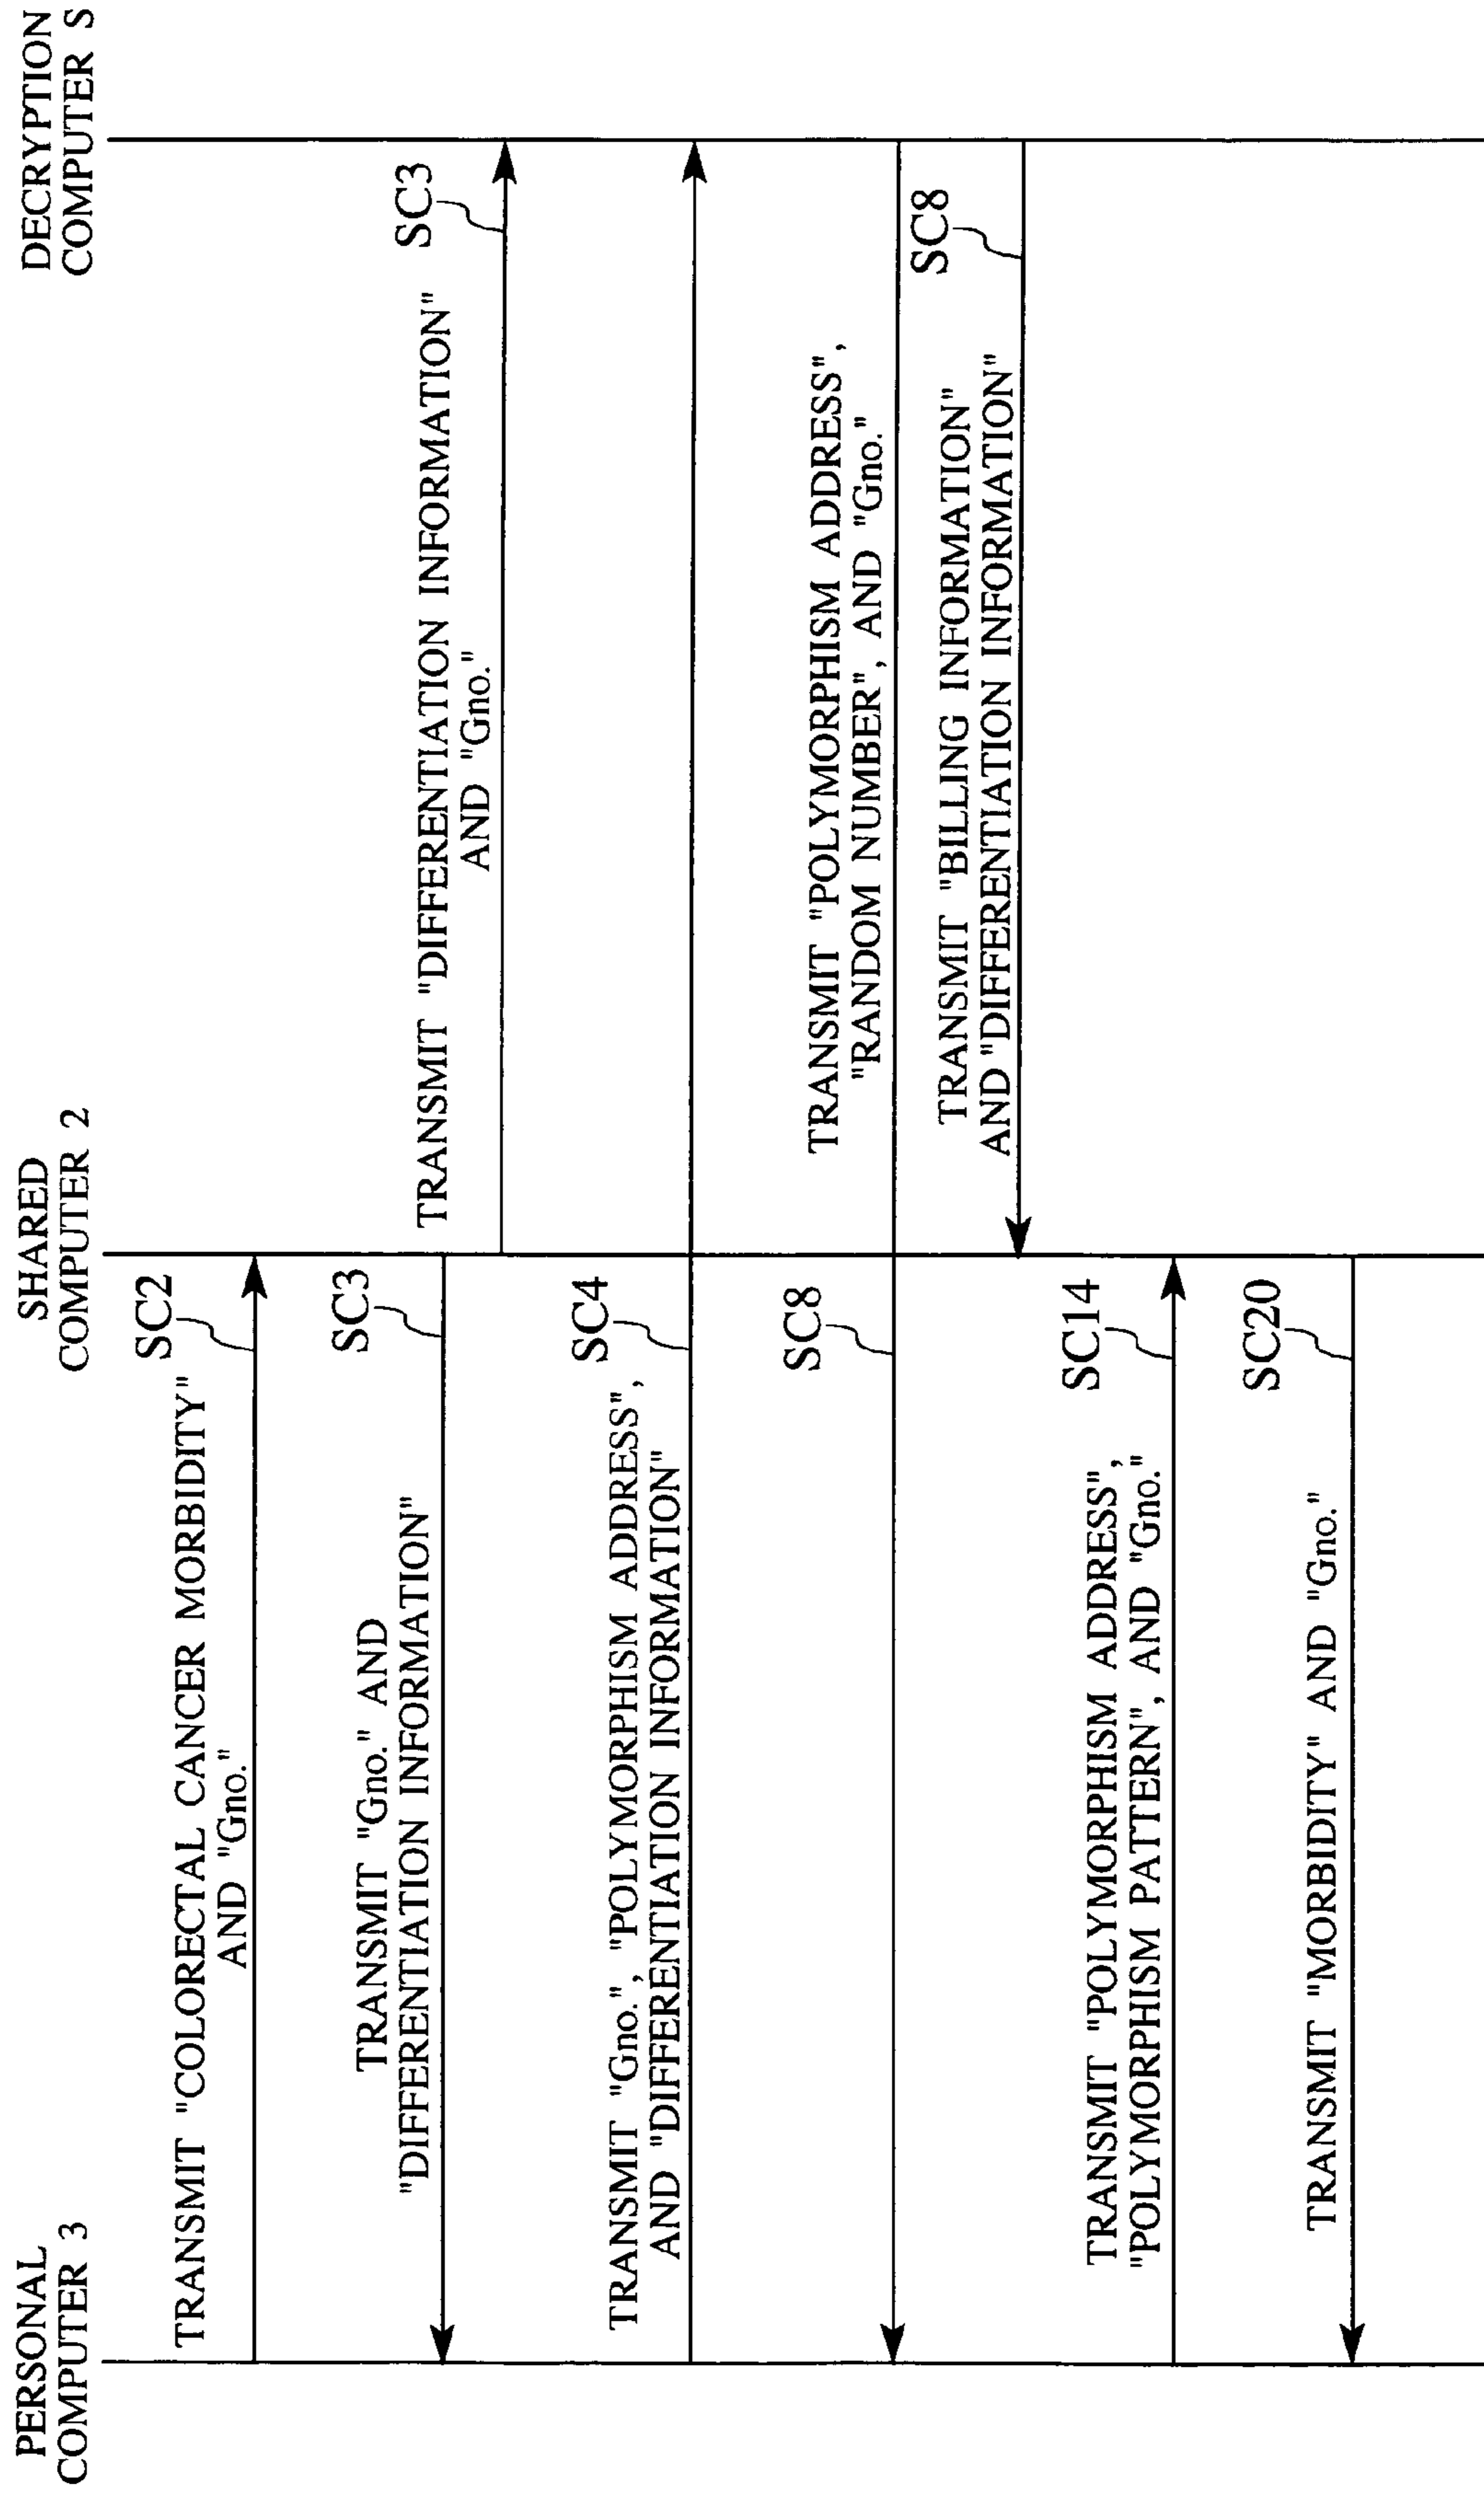 PERSONAL
COMPUTER 3
SHARED
COMPUTER 2
DECRYPTION
COMPUTER S
TRANSMIT "COLORECTAL CANCER MORBIDITY"
AND "Gno."
SC2
TRANSMIT "Gno." AND
"DIFFERENTIATION INFORMATION"
SC3
TRANSMIT "DIFFERENTIATION INFORMATION"
AND "Gno."
SC3
TRANSMIT "Gno.", "POLYMORPHISM ADDRESS",
AND "DIFFERENTIATION INFORMATION"
SC4
SC8
TRANSMIT "POLYMORPHISM ADDRESS",
"RANDOM NUMBER", AND "Gno."
TRANSMIT "BILLING INFORMATION"
AND "DIFFERENTIATION INFORMATION"
SC8
TRANSMIT "POLYMORPHISM ADDRESS",
"POLYMORPHISM PATTERN", AND "Gno."
SC14
TRANSMIT "MORBIDITY" AND "Gno."
SC20